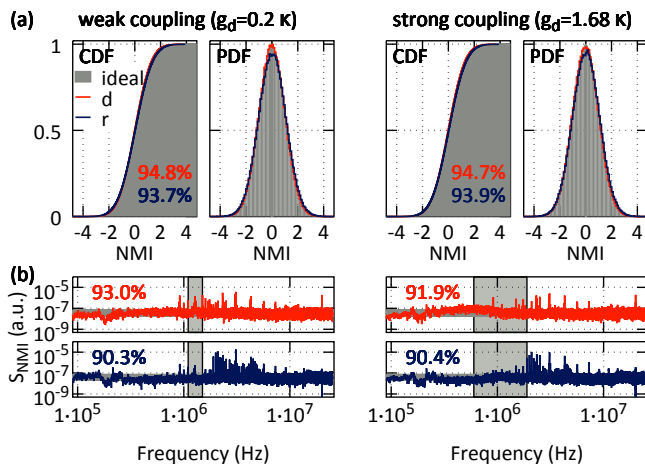 (a) weak coupling (g_d=0.2 κ) strong coupling (g_d=1.68 κ)
1 CDF PDF CDF PDF
ideal
d
r
0.5
94.8% 94.7%
93.7% 93.9%
0
-4 -2 0 2 4 -4 -2 0 2 4 -4 -2 0 2 4 -4 -2 0 2 4
NMI NMI NMI NMI
(b)
S_NMI (a.u.)
10^-5 93.0% 91.9%
10^-7
10^-9
10^-5 90.3% 90.4%
10^-7
10^-9
1·10^5 1·10^6 1·10^7 1·10^5 1·10^6 1·10^7
Frequency (Hz) Frequency (Hz)